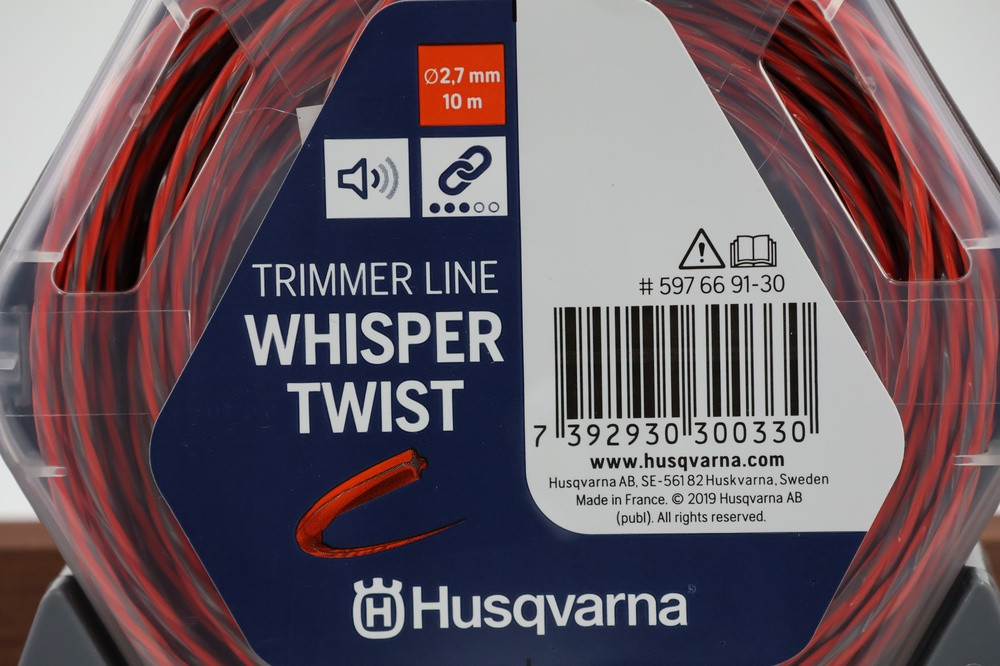 Ø2,7 mm
10 m
TRIMMER LINE
WHISPER
TWIST
Husqvarna
# 597 66 91-30
7 392930 300330
www.husqvarna.com
Husqvarna AB, SE-561 82 Huskvarna, Sweden
Made in France. © 2019 Husqvarna AB
(publ). All rights reserved.